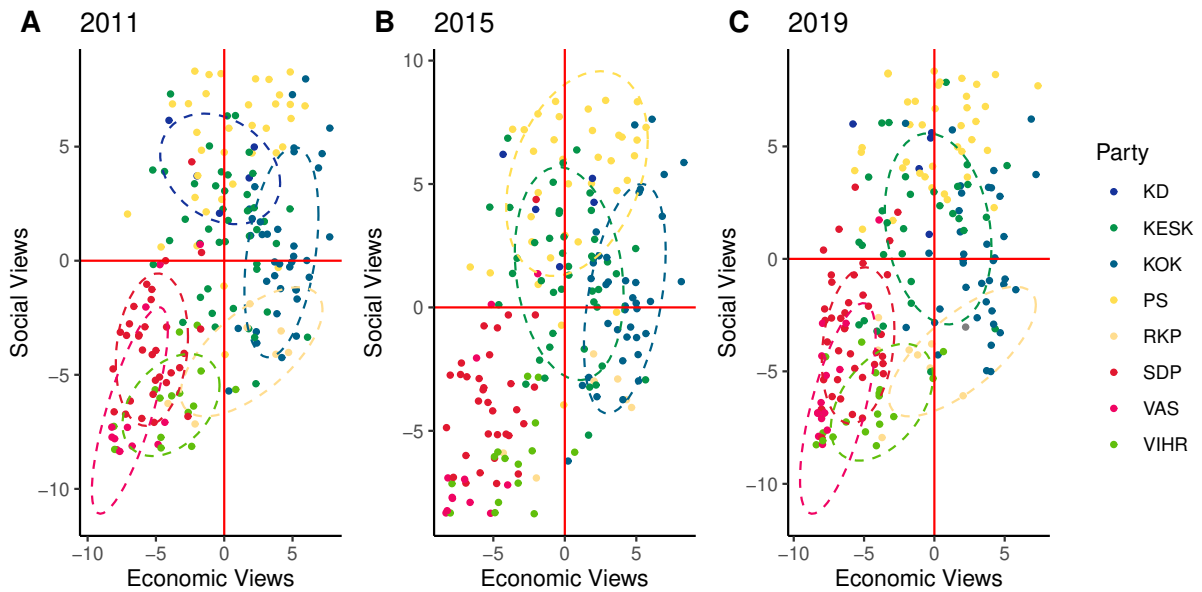 A 2011
B 2015
C 2019
Social Views
5
0
−5
−10
−10 −5 0 5
Economic Views
Social Views
10
5
0
−5
−5 0 5
Economic Views
Social Views
5
0
−5
−10
−10 −5 0 5
Economic Views
Party
KD
KESK
KOK
PS
RKP
SDP
VAS
VIHR